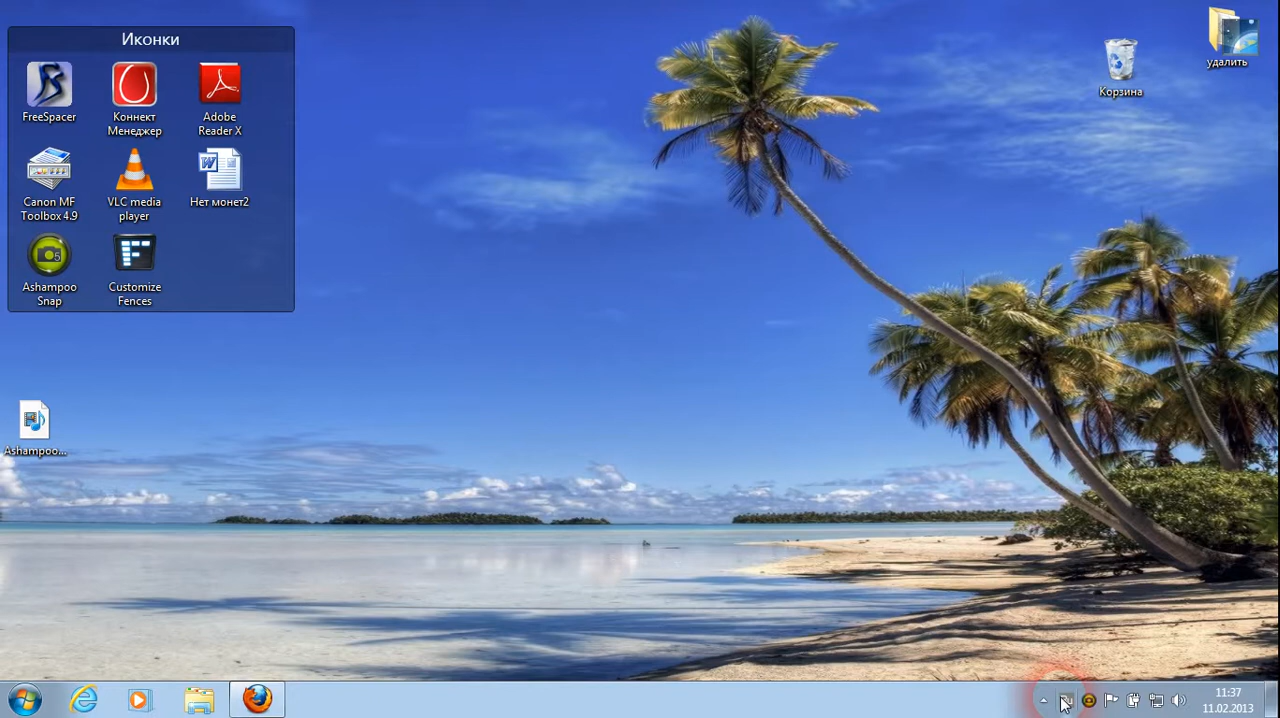 Иконки
FreeSpacer
Коннект
Менеджер
Adobe
Reader X
Canon MF
Toolbox 4.9
VLC media
player
Нет монет2
Ashampoo
Snap
Customize
Fences
Корзина
удалить
Ashampoo...
11:37
11.02.2013